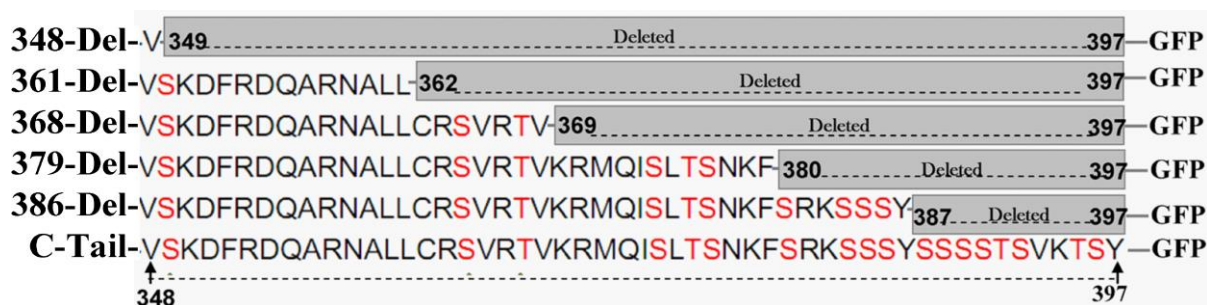 348-Del-V-349 Deleted 397-GFP
361-Del-VSKDFRDQARNALL-362 Deleted 397-GFP
368-Del-VSKDFRDQARNALLCRSVRTV-369 Deleted 397-GFP
379-Del-VSKDFRDQARNALLCRSVRTVKRMQISLTSNKF-380 Deleted 397-GFP
386-Del-VSKDFRDQARNALLCRSVRTVKRMQISLTSNKFSRKSSSY-387 Deleted 397-GFP
C-Tail-VSKDFRDQARNALLCRSVRTVKRMQISLTSNKFSRKSSSYSSSSTSVKTSY-GFP
348 397